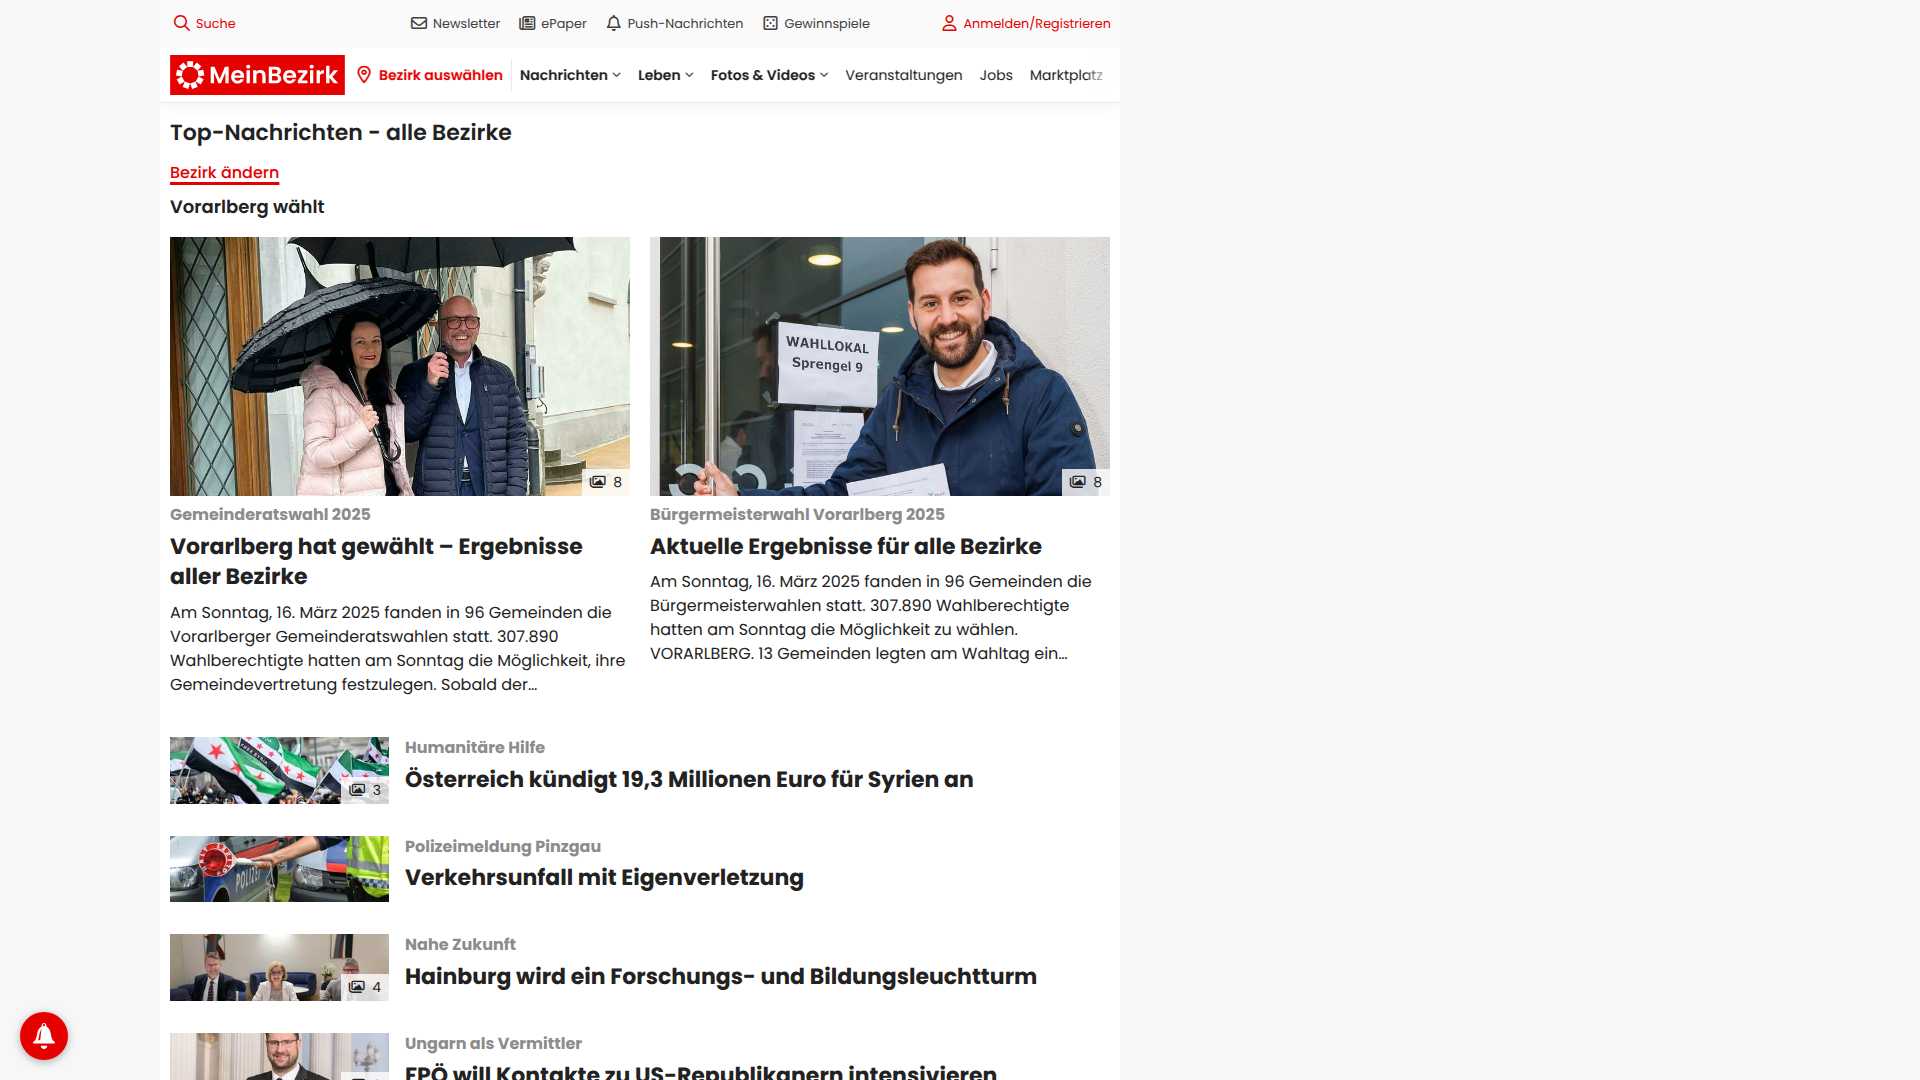 Suche
Newsletter
ePaper
Push-Nachrichten
Gewinnspiele
Anmelden/Registrieren
MeinBezirk
Bezirk auswählen
Nachrichten
Leben
Fotos & Videos
Veranstaltungen
Jobs
Marktplatz
Top-Nachrichten - alle Bezirke
Bezirk ändern
Vorarlberg wählt
WAHLLOKAL
Sprengel 9
8
8
Gemeinderatswahl 2025
Vorarlberg hat gewählt – Ergebnisse
aller Bezirke
Am Sonntag, 16. März 2025 fanden in 96 Gemeinden die
Vorarlberger Gemeinderatswahlen statt. 307.890
Wahlberechtigte hatten am Sonntag die Möglichkeit, ihre
Gemeindevertretung festzulegen. Sobald der…
Bürgermeisterwahl Vorarlberg 2025
Aktuelle Ergebnisse für alle Bezirke
Am Sonntag, 16. März 2025 fanden in 96 Gemeinden die
Bürgermeisterwahlen statt. 307.890 Wahlberechtigte
hatten am Sonntag die Möglichkeit zu wählen.
VORARLBERG. 13 Gemeinden legten am Wahltag ein…
3
Humanitäre Hilfe
Österreich kündigt 19,3 Millionen Euro für Syrien an
POLIZEI
Polizeimeldung Pinzgau
Verkehrsunfall mit Eigenverletzung
4
Nahe Zukunft
Hainburg wird ein Forschungs- und Bildungsleuchtturm
Ungarn als Vermittler
FPÖ will Kontakte zu US-Republikanern intensivieren